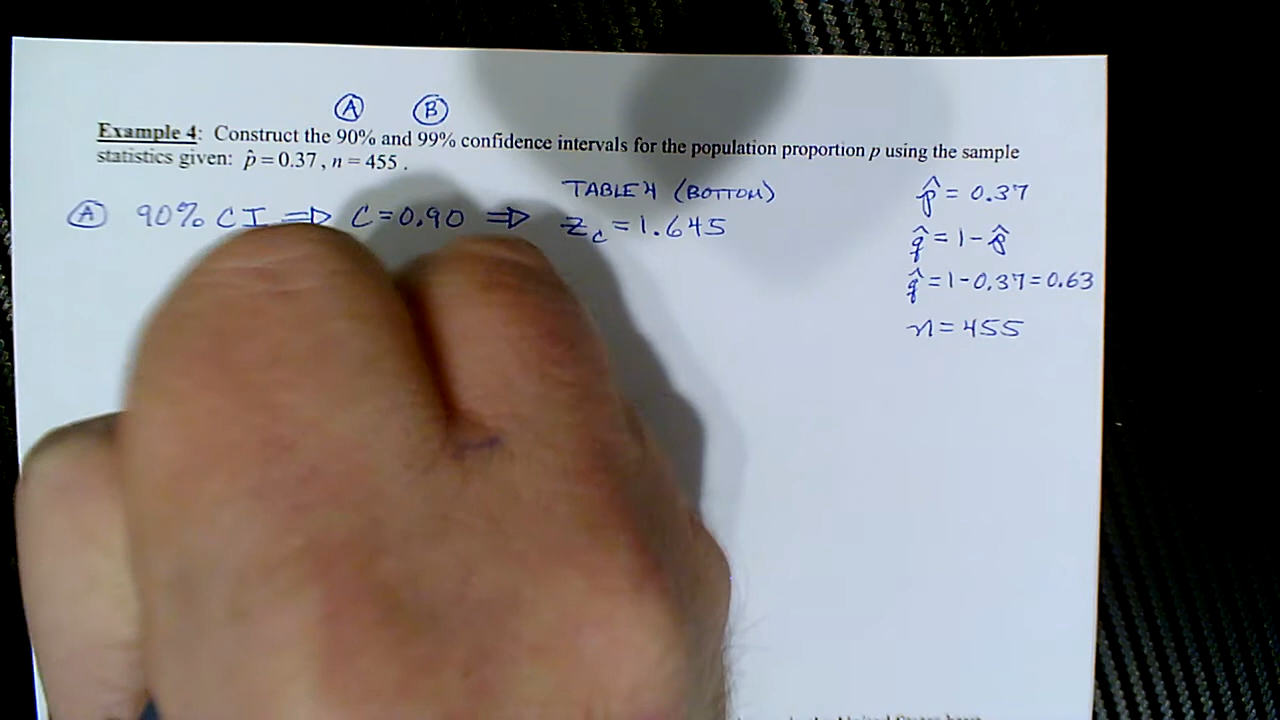 Ⓐ Ⓑ
Example 4: Construct the 90% and 99% confidence intervals for the population proportion p using the sample
statistics given: p̂ = 0.37, n = 455.
TABLE 4 (BOTTOM)
Ⓐ 90% CI ⇒ C=0.90 ⇒ z_c = 1.645
p̂ = 0.37
q̂ = 1-p̂
q̂ = 1-0.37=0.63
n = 455